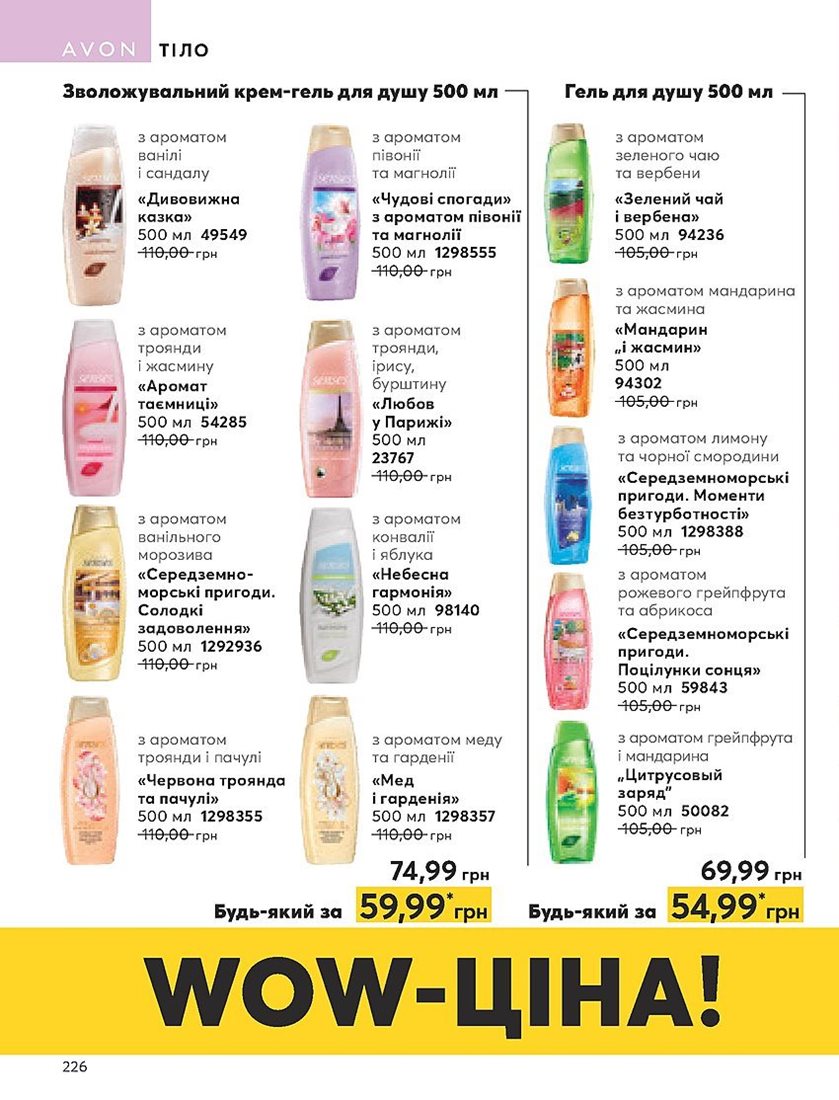 AVON ТІЛО
Зволожувальний крем-гель для душу 500 мл
з ароматом
ванілі
і сандалу
«Дивовижна
казка»
500 мл 49549
110,00 грн
з ароматом
півонії
та магнолії
«Чудові спогади»
з ароматом півонії
та магнолії
500 мл 1298555
110,00 грн
з ароматом
троянди
і жасмину
«Аромат
таємниці»
500 мл 54285
110,00 грн
з ароматом
троянди,
ірису,
бурштину
«Любов
у Парижі»
500 мл
23767
110,00 грн
з ароматом
ванільного
морозива
«Середземно-
морські пригоди.
Солодкі
задоволення»
500 мл 1292936
110,00 грн
з ароматом
конвалії
і яблука
«Небесна
гармонія»
500 мл 98140
110,00 грн
з ароматом
троянди і пачулі
«Червона троянда
та пачулі»
500 мл 1298355
110,00 грн
з ароматом меду
та гарденії
«Мед
і гарденія»
500 мл 1298357
110,00 грн
74,99 грн
Будь-який за 59,99* грн
Гель для душу 500 мл
з ароматом
зеленого чаю
та вербени
«Зелений чай
і вербена»
500 мл 94236
105,00 грн
з ароматом мандарина
та жасмина
«Мандарин
„і жасмин»
500 мл
94302
105,00 грн
з ароматом лимону
та чорної смородини
«Середземноморські
пригоди. Моменти
безтурботності»
500 мл 1298388
105,00 грн
з ароматом
рожевого грейпфрута
та абрикоса
«Середземноморські
пригоди.
Поцілунки сонця»
500 мл 59843
105,00 грн
з ароматом грейпфрута
і мандарина
„Цитрусовый
заряд”
500 мл 50082
105,00 грн
69,99 грн
Будь-який за 54,99* грн
WOW-ЦІНА!
226